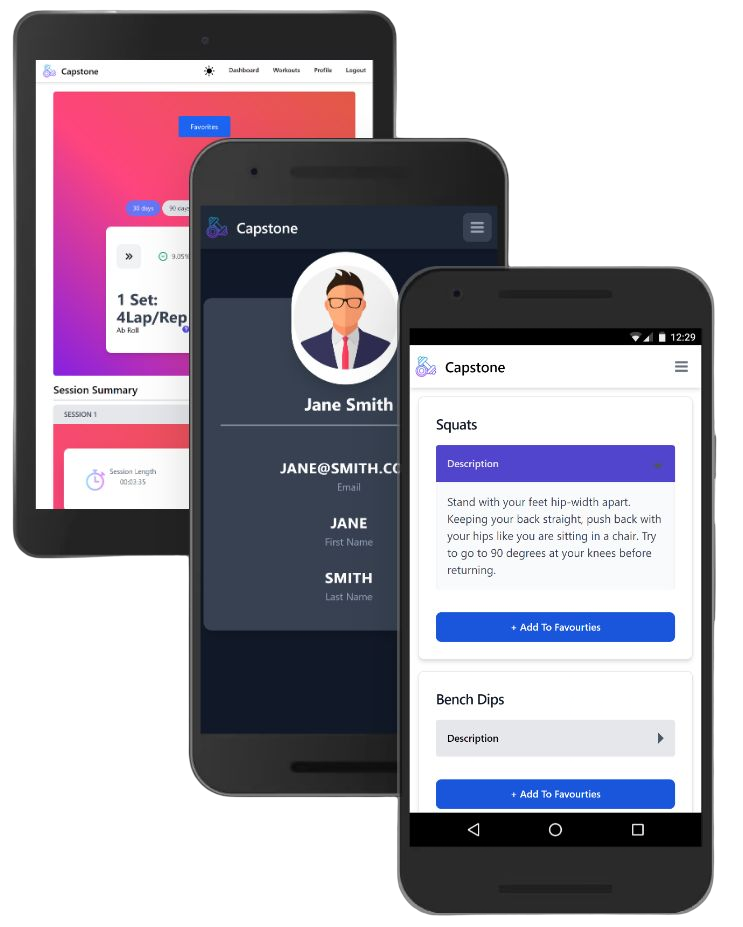 Capstone
Dashboard
Workouts
Profile
Logout
Favorites
30 days
90 days
9.05%
1 Set:
4Lap/Rep
Ab Roll
?
Session Summary
SESSION 1
Session Length
00:03:35
Capstone
Jane Smith
JANE@SMITH.CO
Email
JANE
First Name
SMITH
Last Name
12:29
Capstone
Squats
Description
Stand with your feet hip-width apart.
Keeping your back straight, push back with
your hips like you are sitting in a chair. Try
to go to 90 degrees at your knees before
returning.
+ Add To Favourties
Bench Dips
Description
+ Add To Favourties